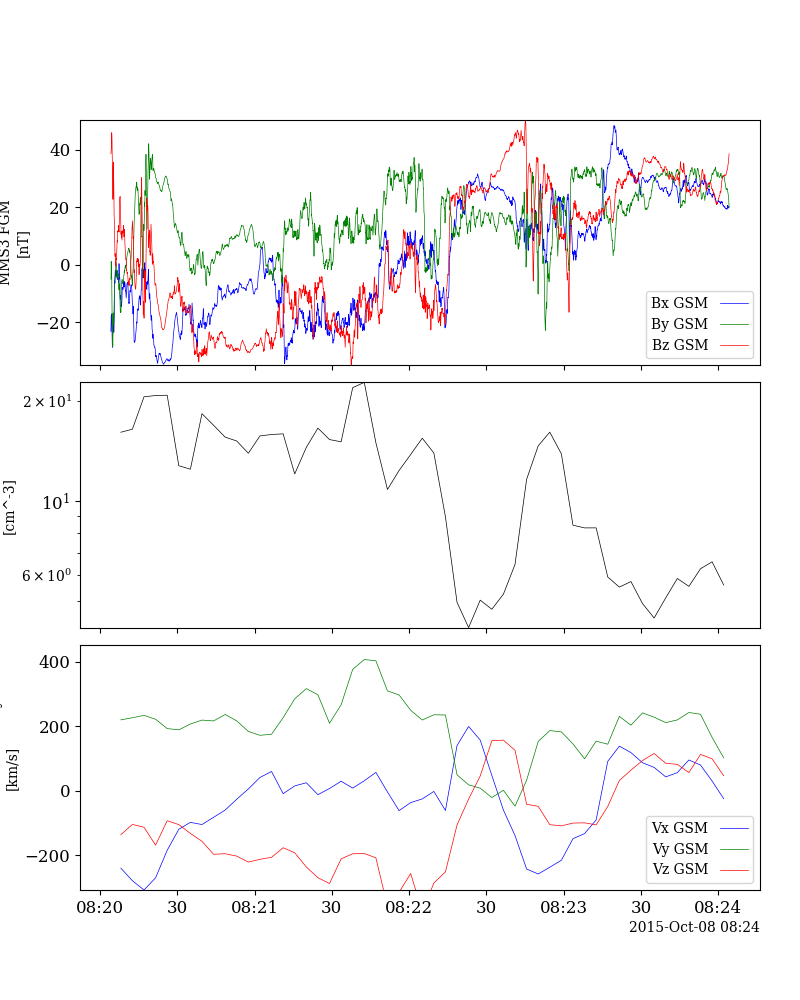 40
20
0
−20
MMS3 FGM
[nT]
Bx GSM
By GSM
Bz GSM
2 × 10¹
10¹
6 × 10⁰
[cm^-3]
400
200
0
−200
[km/s]
Vx GSM
Vy GSM
Vz GSM
08:20 30 08:21 30 08:22 30 08:23 30 08:24
2015-Oct-08 08:24